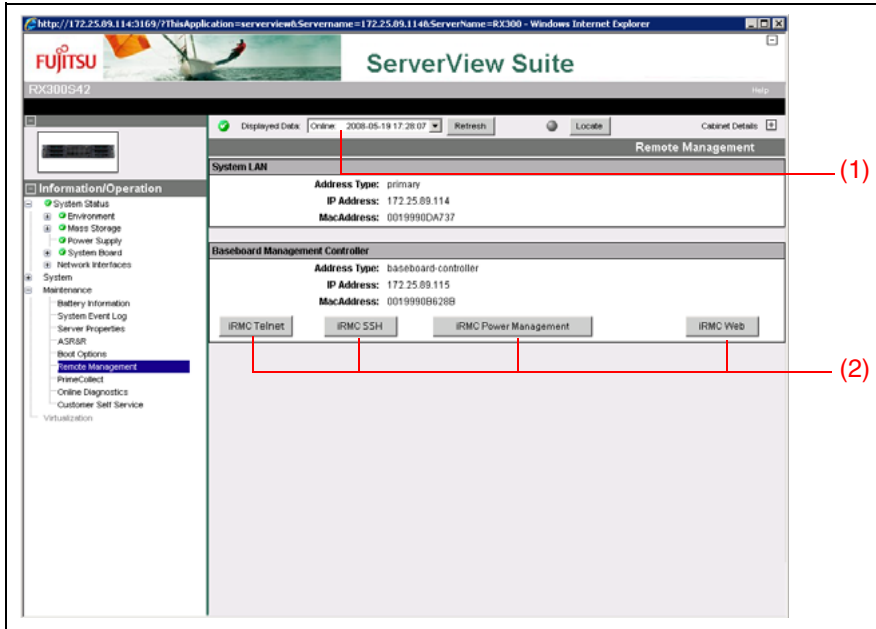 http://172.25.89.114:3169/?ThisApplication=serverview&Servername=172.25.89.114&ServerName=RX300 - Windows Internet Explorer
FUJITSU
ServerView Suite
RX300S42
Help
Displayed Data: Online: 2008-05-19 17:28:07 Refresh Locate Cabinet Details
Remote Management
(1)
System LAN
Address Type: primary
IP Address: 172.25.89.114
MacAddress: 0019990DA737
Baseboard Management Controller
Address Type: baseboard-controller
IP Address: 172.25.89.115
MacAddress: 0019990B628B
iRMC Telnet iRMC SSH iRMC Power Management iRMC Web
(2)
Information/Operation
System Status
Environment
Mass Storage
Power Supply
System Board
Network Interfaces
System
Maintenance
Battery Information
System Event Log
Server Properties
ASR&R
Boot Options
Remote Management
PrimeCollect
Online Diagnostics
Customer Self Service
Virtualization